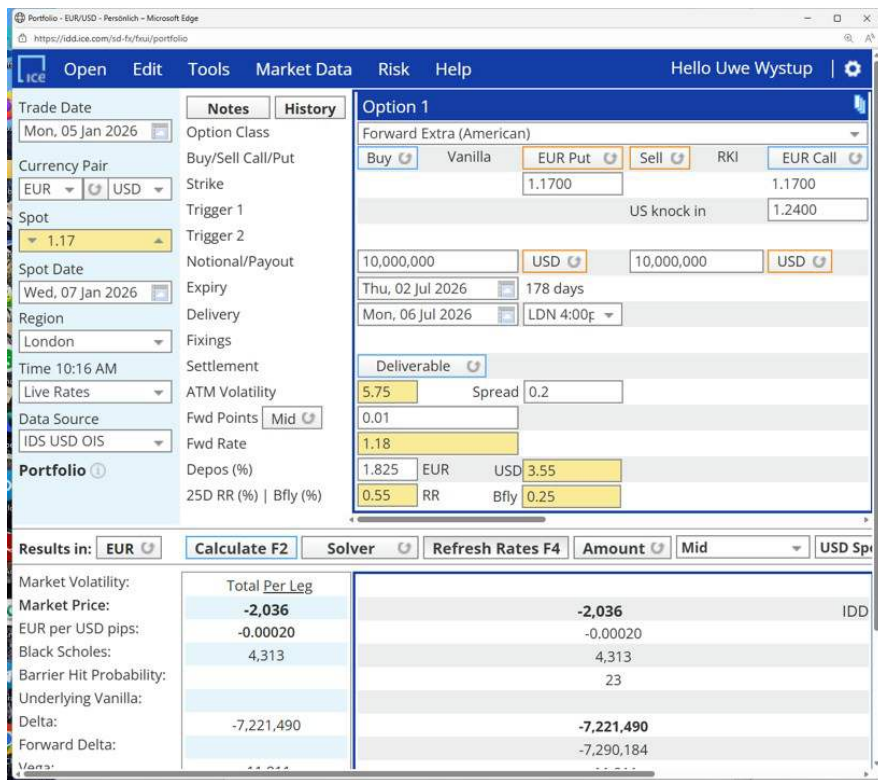 Portfolio - EUR/USD - Persönlich – Microsoft Edge
https://idd.ice.com/sd-fx/fxui/portfolio
ice Open Edit Tools Market Data Risk Help Hello Uwe Wystup
Trade Date Notes History Option 1
Mon, 05 Jan 2026 Option Class Forward Extra (American)
Currency Pair Buy/Sell Call/Put Buy Vanilla EUR Put Sell RKI EUR Call
EUR USD Strike 1.1700 1.1700
Spot Trigger 1 US knock in 1.2400
1.17 Trigger 2
Spot Date Notional/Payout 10,000,000 USD 10,000,000 USD
Wed, 07 Jan 2026 Expiry Thu, 02 Jul 2026 178 days
Region Delivery Mon, 06 Jul 2026 LDN 4:00p
London Fixings
Time 10:16 AM Settlement Deliverable
Live Rates ATM Volatility 5.75 Spread 0.2
Data Source Fwd Points Mid 0.01
IDS USD OIS Fwd Rate 1.18
Portfolio Depos (%) 1.825 EUR USD 3.55
25D RR (%) | Bfly (%) 0.55 RR Bfly 0.25
Results in: EUR Calculate F2 Solver Refresh Rates F4 Amount Mid USD Sp
Market Volatility: Total Per Leg
Market Price: -2,036 -2,036 IDD
EUR per USD pips: -0.00020 -0.00020
Black Scholes: 4,313 4,313
Barrier Hit Probability: 23
Underlying Vanilla:
Delta: -7,221,490 -7,221,490
Forward Delta: -7,290,184